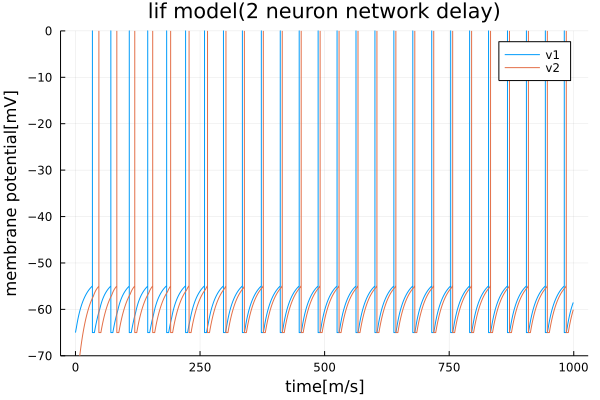 lif model(2 neuron network delay)
membrane potential[mV]
0
−10
−20
−30
−40
−50
−60
−70
v1
v2
0
250
500
750
1000
time[m/s]